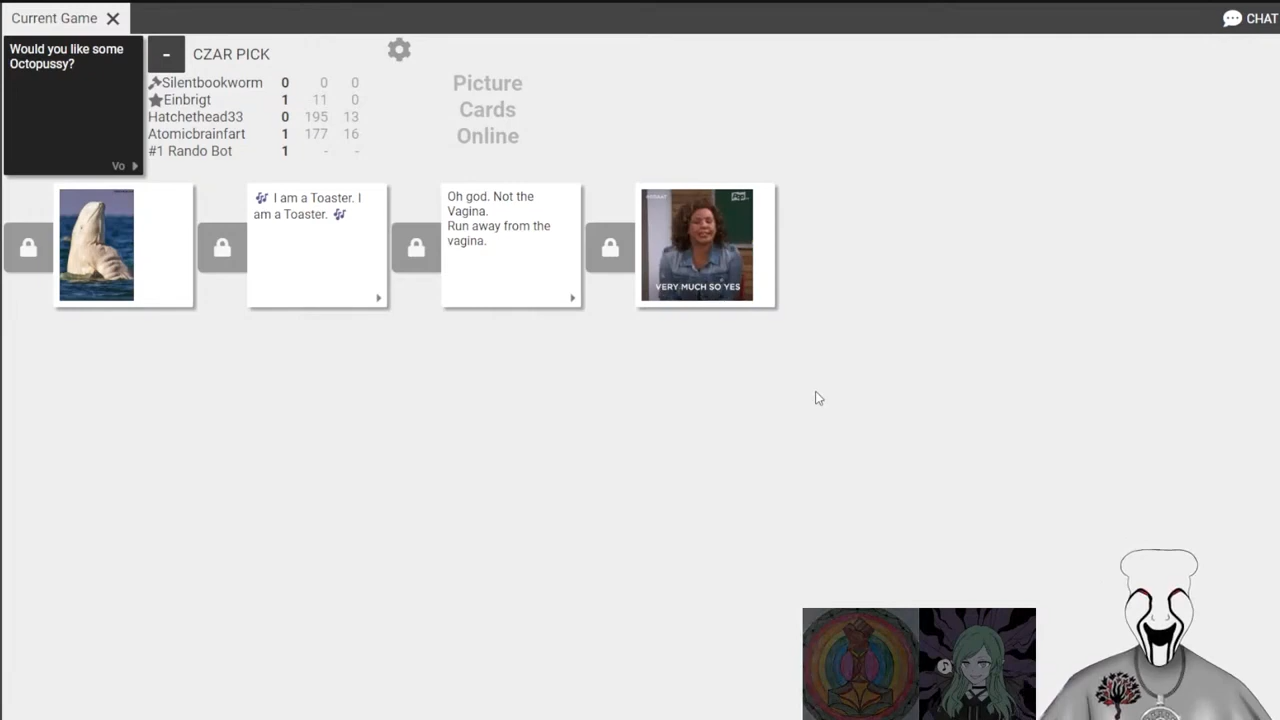 Current Game
CHAT
Would you like some
Octopussy?
Vo
-
CZAR PICK
Silentbookworm 0 0 0
Einbrigt 1 11 0
Hatchethead33 0 195 13
Atomicbrainfart 1 177 16
#1 Rando Bot 1 - -
Picture
Cards
Online
🎶 I am a Toaster. I
am a Toaster. 🎶
Oh god. Not the
Vagina.
Run away from the
vagina.
VERY MUCH SO YES